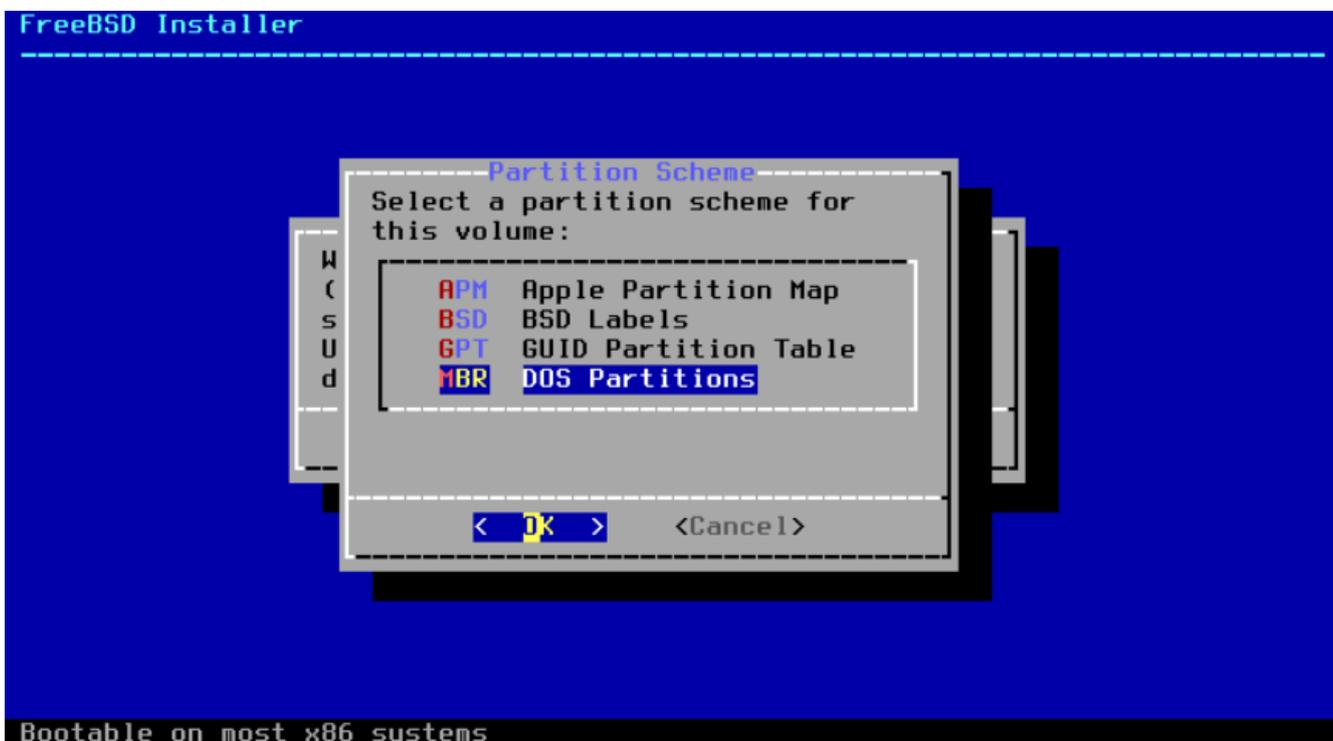 FreeBSD Installer
Partition Scheme
Select a partition scheme for
this volume:
W
(
s
U
d
APM Apple Partition Map
BSD BSD Labels
GPT GUID Partition Table
MBR DOS Partitions
< OK > <Cancel>
Bootable on most x86 systems